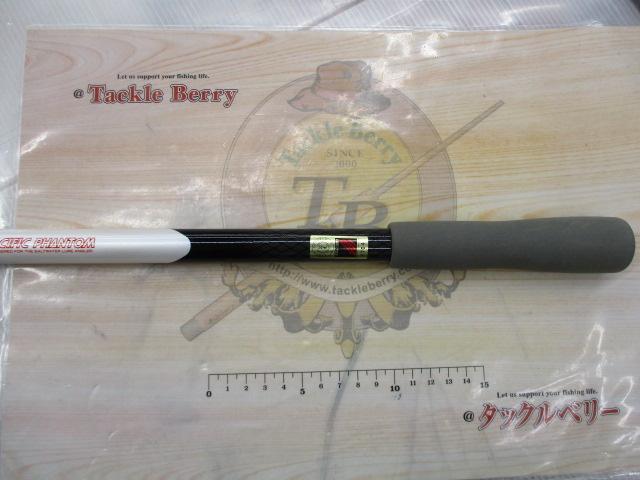 Let us support your fishing life.
@ Tackle Berry
Tackle Berry
SINCE
2000
TB
CIFIC PHANTOM
http://www.tackleberry.
0 1 2 3 4 5 6 7 8 9 10 11 12 13 14 15
Let us support your fishing life.
@ タックルベリー